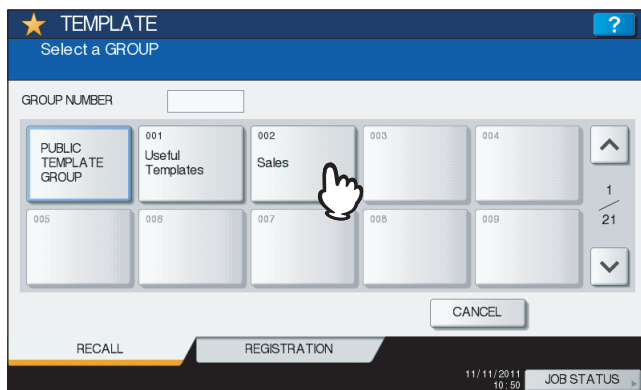 TEMPLATE
?
Select a GROUP
GROUP NUMBER
PUBLIC
TEMPLATE
GROUP
001
Useful
Templates
002
Sales
003
004
1
21
005
006
007
008
009
CANCEL
RECALL
REGISTRATION
11/11/2011
10:50
JOB STATUS